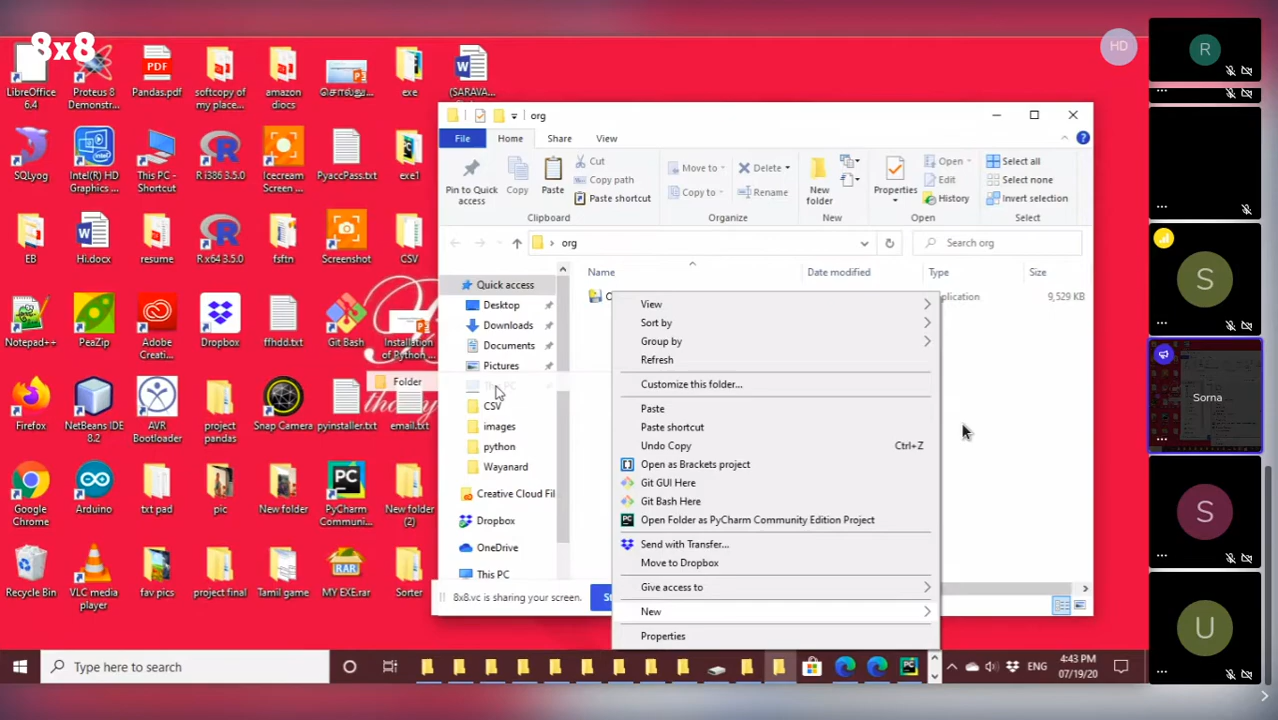 8x8
HD
LibreOffice 6.4
Proteus 8 Demonstr...
Pandas.pdf
softcopy of my place...
amazon diocs
exe
(SARAVA...
SQLyog
Intel(R) HD Graphics ...
This PC - Shortcut
R i386 3.5.0
Icecream Screen ...
PyaccPass.txt
exe1
EB
Hi.docx
resume
R x64 3.5.0
fsftn
Screenshot
CSV
Notepad++
PeaZip
Adobe Creati...
Dropbox
ffhdd.txt
Git Bash
Installation of Python ...
Folder
Firefox
NetBeans IDE 8.2
AVR Bootloader
project pandas
Snap Camera
pyinstaller.txt
email.txt
Google Chrome
Arduino
txt pad
pic
New folder
PyCharm Communi...
New folder (2)
Recycle Bin
VLC media player
fav pics
project final
Tamil game
MY EXE.rar
Sorter
org
File
Home
Share
View
Pin to Quick access
Copy
Paste
Cut
Copy path
Paste shortcut
Clipboard
Move to
Copy to
Delete
Rename
Organize
New folder
New
Properties
Open
Edit
History
Open
Select all
Select none
Invert selection
Select
org
Search org
Name
Date modified
Type
Size
plication
9,529 KB
Quick access
Desktop
Downloads
Documents
Pictures
CSV
images
python
Wayanard
Creative Cloud Fil
Dropbox
OneDrive
This PC
View
Sort by
Group by
Refresh
Customize this folder...
Paste
Paste shortcut
Undo Copy Ctrl+Z
Open as Brackets project
Git GUI Here
Git Bash Here
Open Folder as PyCharm Community Edition Project
Send with Transfer...
Move to Dropbox
Give access to
New
Properties
8x8.vc is sharing your screen.
Type here to search
ENG
4:43 PM
07/19/20
R
S
Sorna
S
U